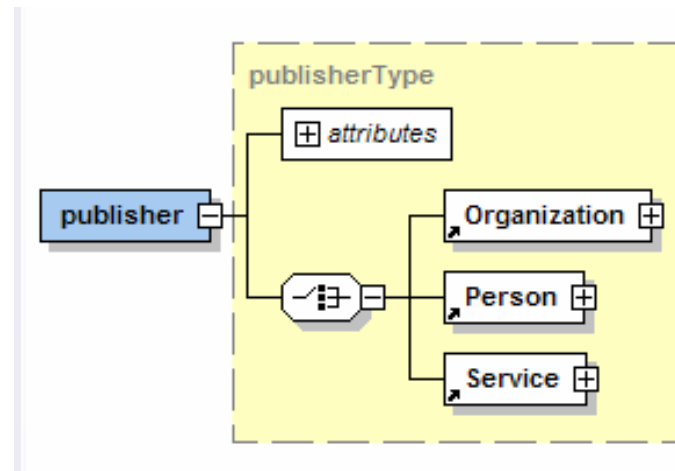 publisherType
attributes
publisher
Organization
Person
Service